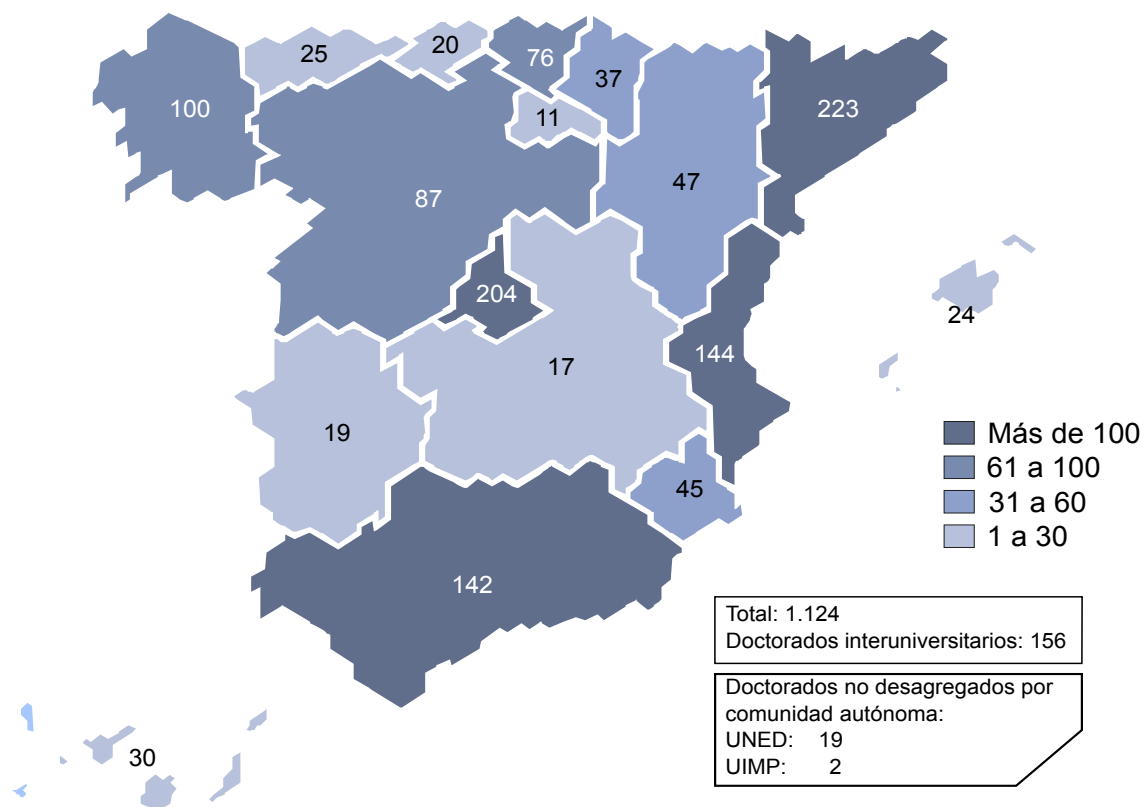 25
20
76
37
100
11
223
47
87
204
24
144
17
19
45
142
30
Más de 100
61 a 100
31 a 60
1 a 30
Total: 1.124
Doctorados interuniversitarios: 156
Doctorados no desagregados por
comunidad autónoma:
UNED: 19
UIMP: 2